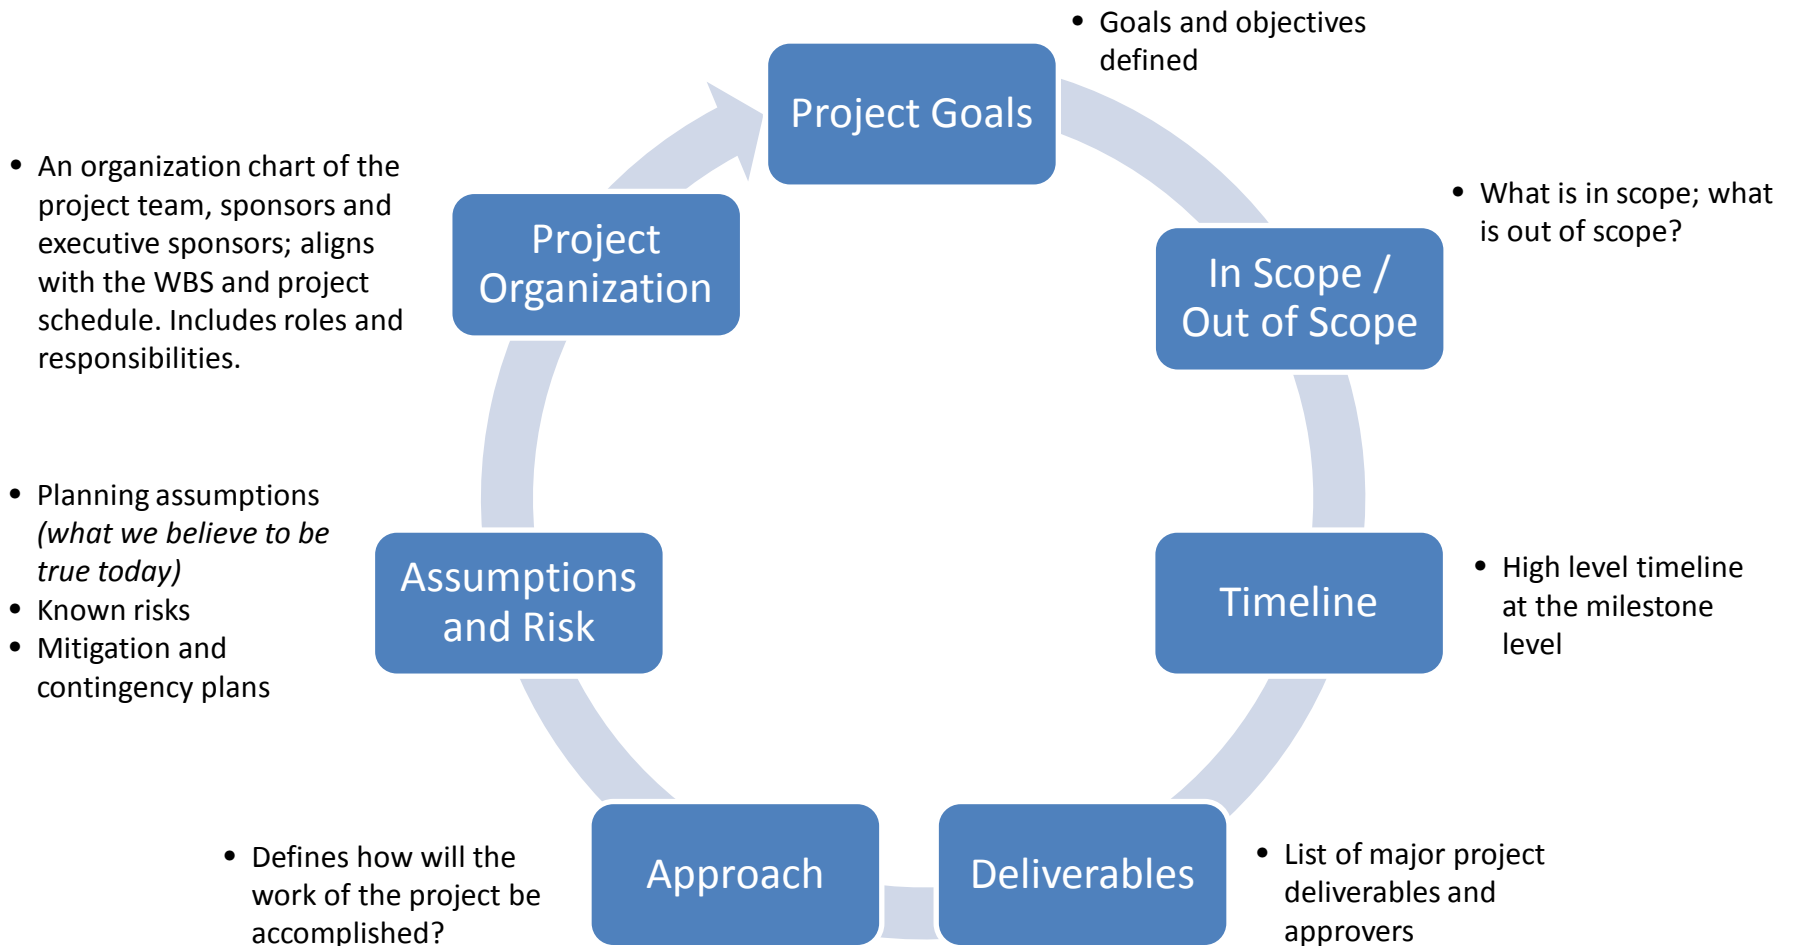 Project Goals
• Goals and objectives
defined
In Scope /
Out of Scope
• What is in scope; what
is out of scope?
Timeline
• High level timeline
at the milestone
level
Deliverables
• List of major project
deliverables and
approvers
Approach
• Defines how will the
work of the project be
accomplished?
Assumptions
and Risk
• Planning assumptions
(what we believe to be
true today)
• Known risks
• Mitigation and
contingency plans
Project
Organization
• An organization chart of the
project team, sponsors and
executive sponsors; aligns
with the WBS and project
schedule. Includes roles and
responsibilities.